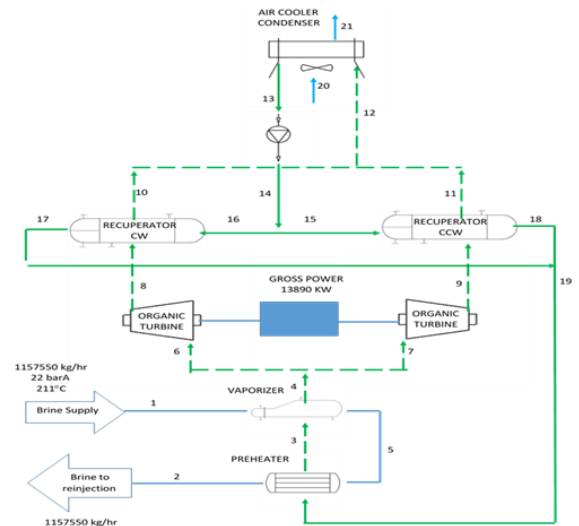 AIR COOLER
CONDENSER
21
20
13
12
10
14
11
17
16
15
18
RECUPERATOR
CW
RECUPERATOR
CCW
8
GROSS POWER
13890 KW
9
19
ORGANIC
TURBINE
ORGANIC
TURBINE
6
7
1157550 kg/hr
22 barA
211°C
Brine Supply
1
VAPORIZER
4
3
5
PREHEATER
Brine to
reinjection
2
1157550 kg/hr